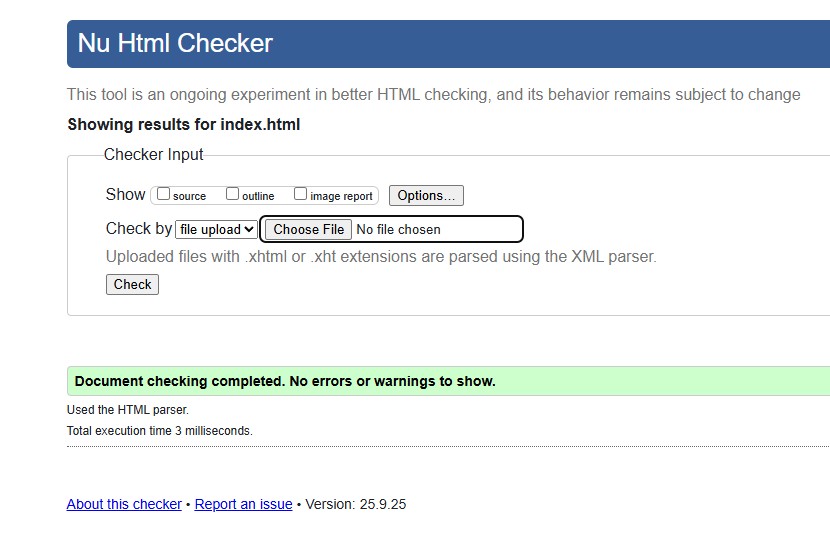 Nu Html Checker
This tool is an ongoing experiment in better HTML checking, and its behavior remains subject to change
Showing results for index.html
Checker Input
Show source outline image report Options...
Check by file upload Choose File No file chosen
Uploaded files with .xhtml or .xht extensions are parsed using the XML parser.
Check
Document checking completed. No errors or warnings to show.
Used the HTML parser.
Total execution time 3 milliseconds.
About this checker • Report an issue • Version: 25.9.25